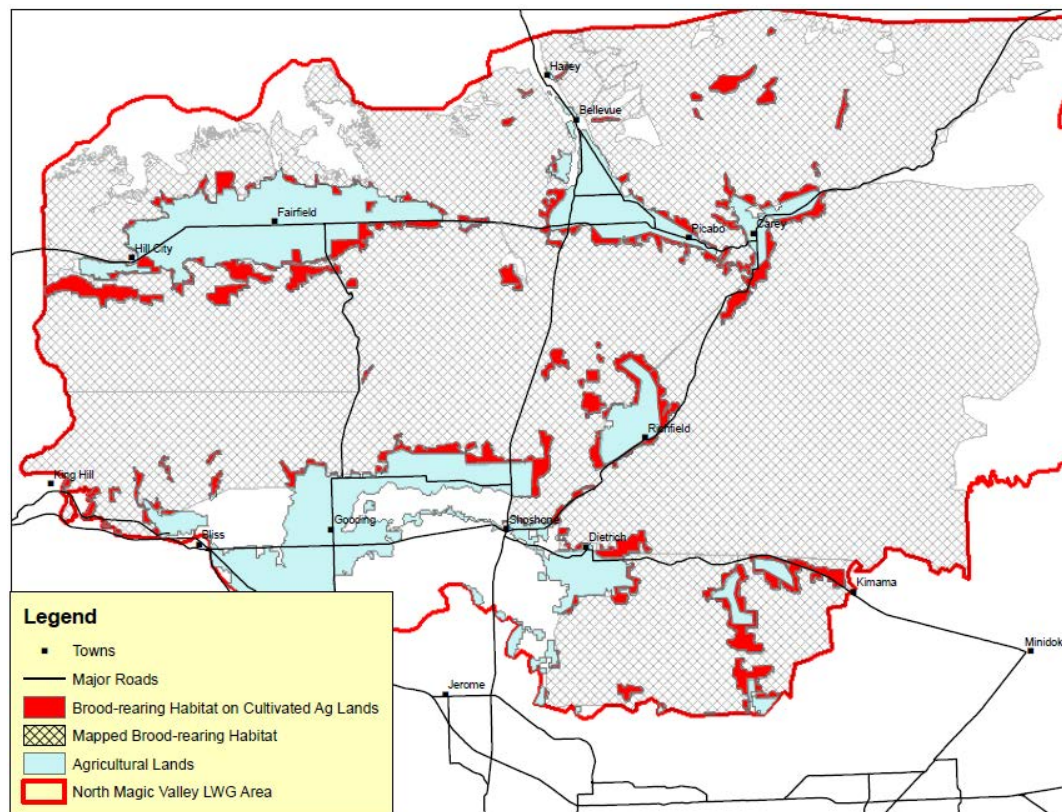 Hailey
Bellevue
Fairfield
Hill City
Picabo
Carey
Richfield
King Hill
Gooding
Shoshone
Bliss
Dietrich
Kimama
Minidok
Jerome
Legend
Towns
Major Roads
Brood-rearing Habitat on Cultivated Ag Lands
Mapped Brood-rearing Habitat
Agricultural Lands
North Magic Valley LWG Area